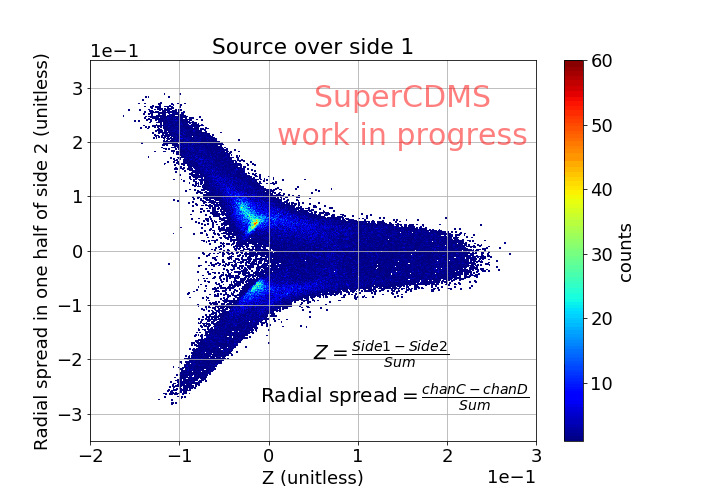 Source over side 1
1e−1
SuperCDMS
work in progress
Radial spread in one half of side 2 (unitless)
3
2
1
0
−1
−2
−3
Z = Side1−Side2 / Sum
Radial spread = chanC−chanD / Sum
−2 −1 0 1 2 3
Z (unitless)
1e−1
60
50
40
30
20
10
counts